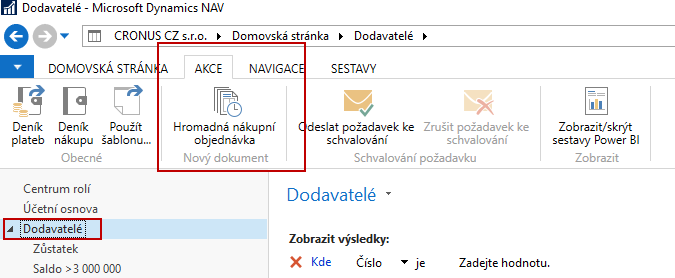 Dodavatelé - Microsoft Dynamics NAV
CRONUS CZ s.r.o. Domovská stránka Dodavatelé
DOMOVSKÁ STRÁNKA AKCE NAVIGACE SESTAVY
Deník plateb
Deník nákupu
Použít šablonu...
Obecné
Hromadná nákupní
objednávka
Nový dokument
Odeslat požadavek ke
schvalování
Zrušit požadavek ke
schvalování
Schvalování požadavku
Zobrazit/skrýt
sestavy Power BI
Zobrazit
Centrum rolí
Účetní osnova
Dodavatelé
Zůstatek
Saldo >3 000 000
Dodavatelé
Zobrazit výsledky:
Kde Číslo je Zadejte hodnotu.